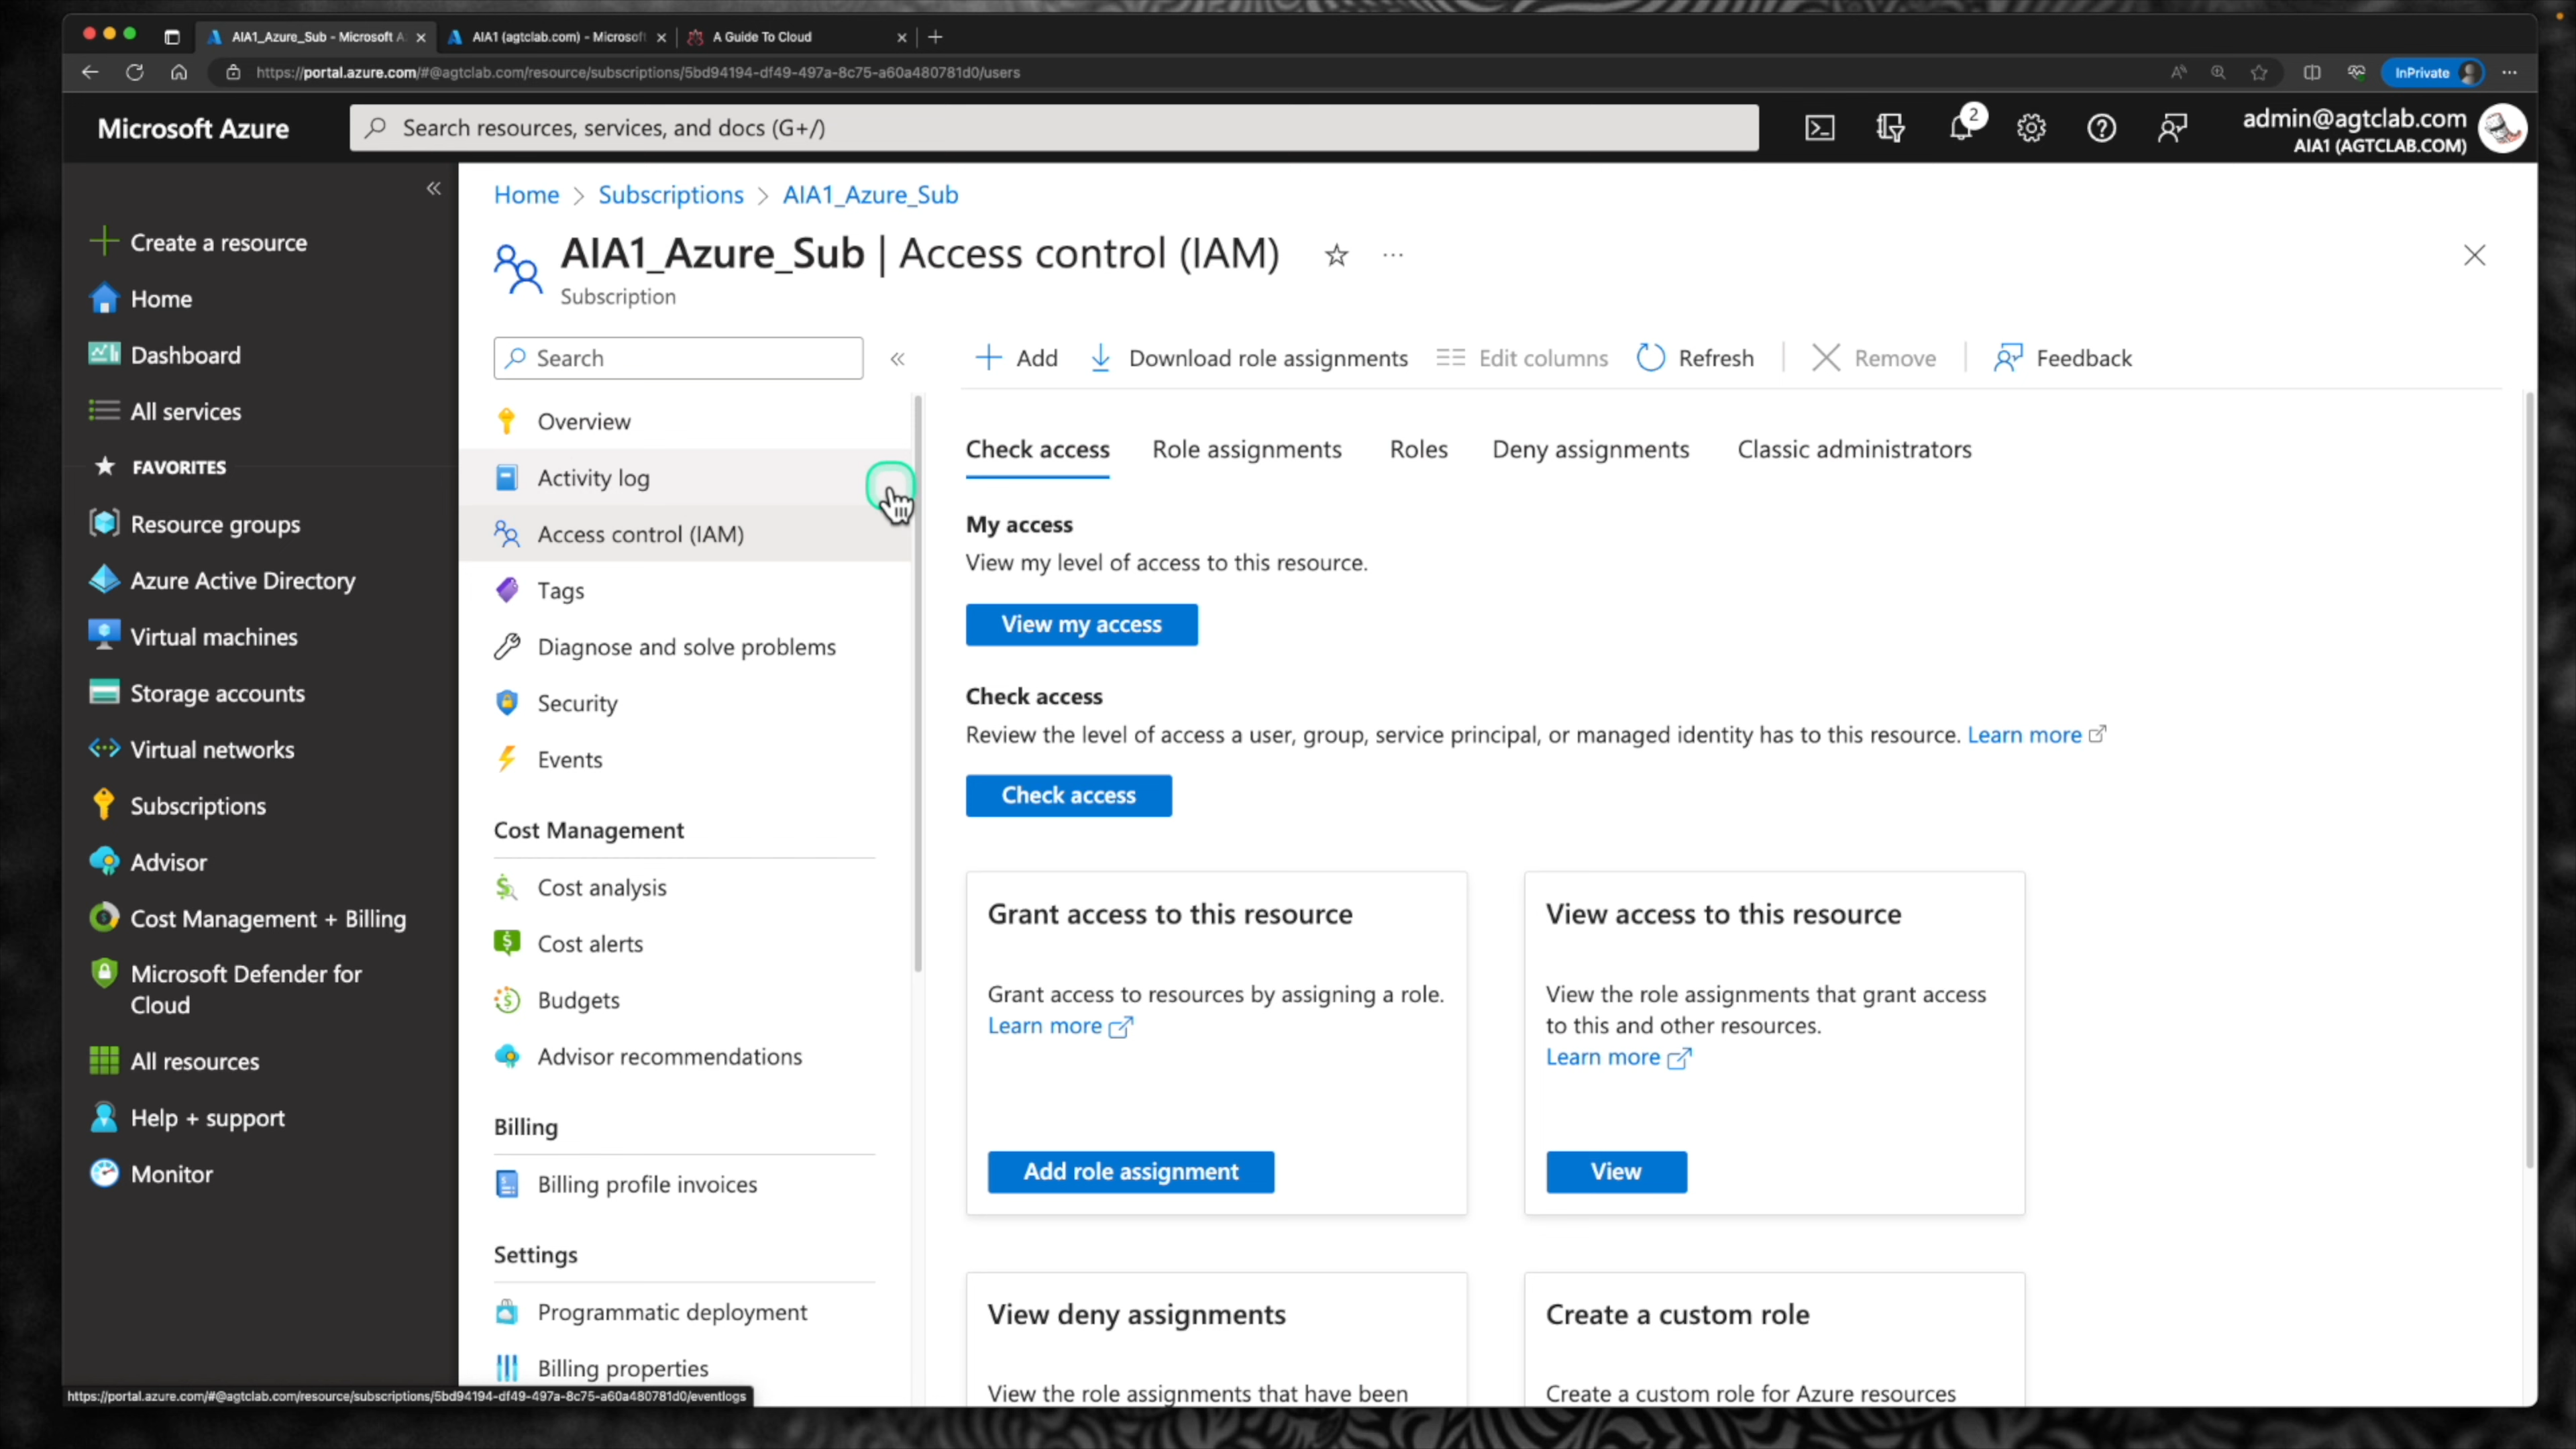 AIA1_Azure_Sub - Microsoft A
AIA1 (agtclab.com) - Microsoft
A Guide To Cloud
https://portal.azure.com/#@agtclab.com/resource/subscriptions/5bd94194-df49-497a-8c75-a60a480781d0/users
InPrivate
Microsoft Azure
Search resources, services, and docs (G+/)
2
admin@agtclab.com
AIA1 (AGTCLAB.COM)
Create a resource
Home
Dashboard
All services
FAVORITES
Resource groups
Azure Active Directory
Virtual machines
Storage accounts
Virtual networks
Subscriptions
Advisor
Cost Management + Billing
Microsoft Defender for
Cloud
All resources
Help + support
Monitor
Home > Subscriptions > AIA1_Azure_Sub
AIA1_Azure_Sub | Access control (IAM)
Subscription
Search
Overview
Activity log
Access control (IAM)
Tags
Diagnose and solve problems
Security
Events
Cost Management
Cost analysis
Cost alerts
Budgets
Advisor recommendations
Billing
Billing profile invoices
Settings
Programmatic deployment
Billing properties
Add
Download role assignments
Edit columns
Refresh
Remove
Feedback
Check access
Role assignments
Roles
Deny assignments
Classic administrators
My access
View my level of access to this resource.
View my access
Check access
Review the level of access a user, group, service principal, or managed identity has to this resource. Learn more
Check access
Grant access to this resource
Grant access to resources by assigning a role.
Learn more
Add role assignment
View access to this resource
View the role assignments that grant access
to this and other resources.
Learn more
View
View deny assignments
View the role assignments that have been
Create a custom role
Create a custom role for Azure resources
https://portal.azure.com/#@agtclab.com/resource/subscriptions/5bd94194-df49-497a-8c75-a60a480781d0/eventlogs